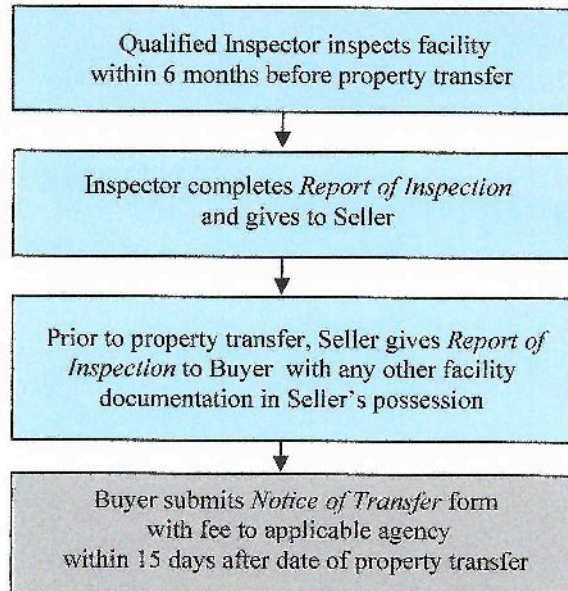 Qualified Inspector inspects facility
within 6 months before property transfer
Inspector completes Report of Inspection
and gives to Seller
Prior to property transfer, Seller gives Report of
Inspection to Buyer with any other facility
documentation in Seller's possession
Buyer submits Notice of Transfer form
with fee to applicable agency
within 15 days after date of property transfer